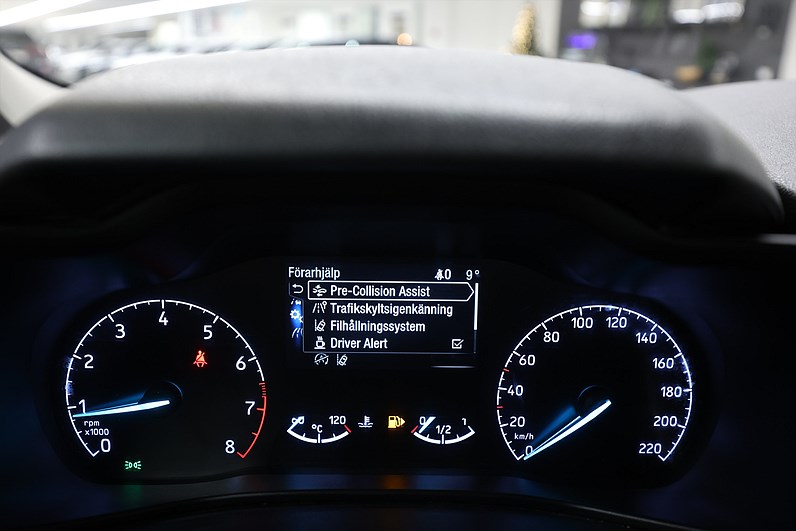 Förarhjälp 0 9°
Pre-Collision Assist
Trafikskyltsigenkänning
Filhållningssystem
Driver Alert
0 1 2 3 4 5 6 7 8
rpm
x1000
120
°C
0 1/2 1
0 20 40 60 80 100 120 140 160 180 200 220
km/h